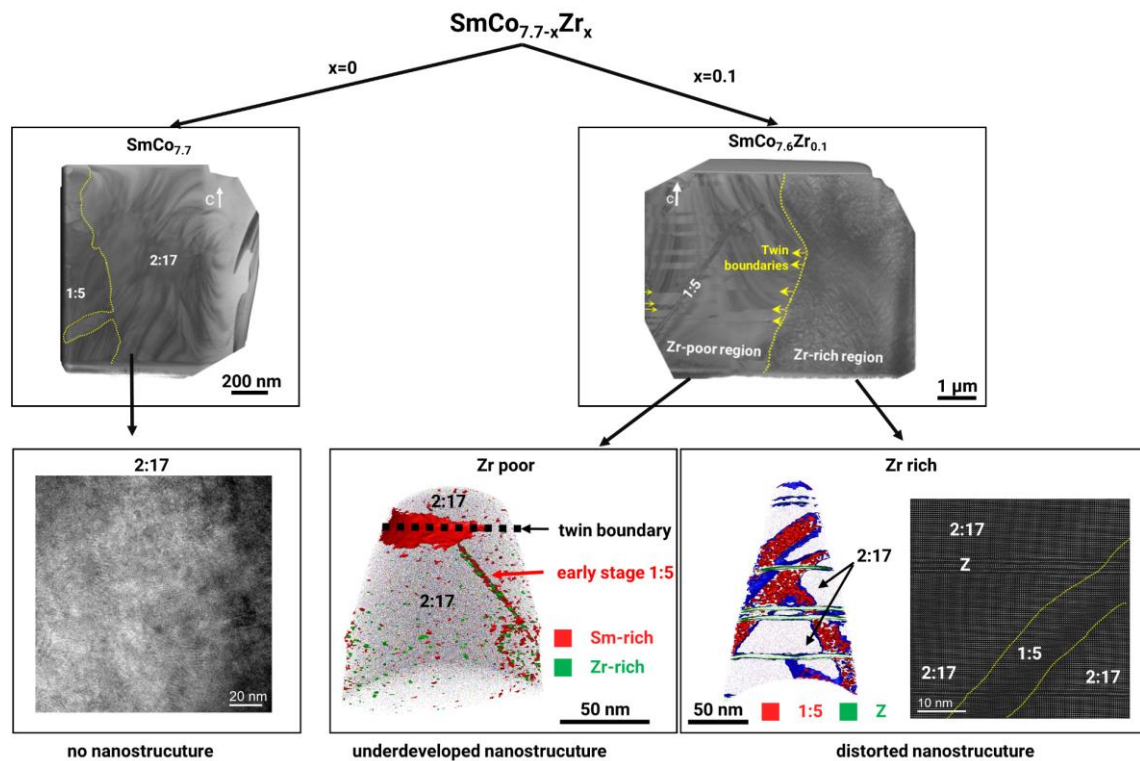 SmCo7.7-xZrx
x=0
x=0.1
SmCo7.7
SmCo7.6Zr0.1
C
2:17
1:5
200 nm
C
Twin
boundaries
1:5
Zr-poor region
Zr-rich region
1 µm
2:17
20 nm
no nanostrucuture
Zr poor
2:17
twin boundary
early stage 1:5
2:17
Sm-rich
Zr-rich
50 nm
underdeveloped nanostrucuture
Zr rich
2:17
1:5
Z
50 nm
2:17
Z
1:5
2:17
2:17
10 nm
distorted nanostrucuture